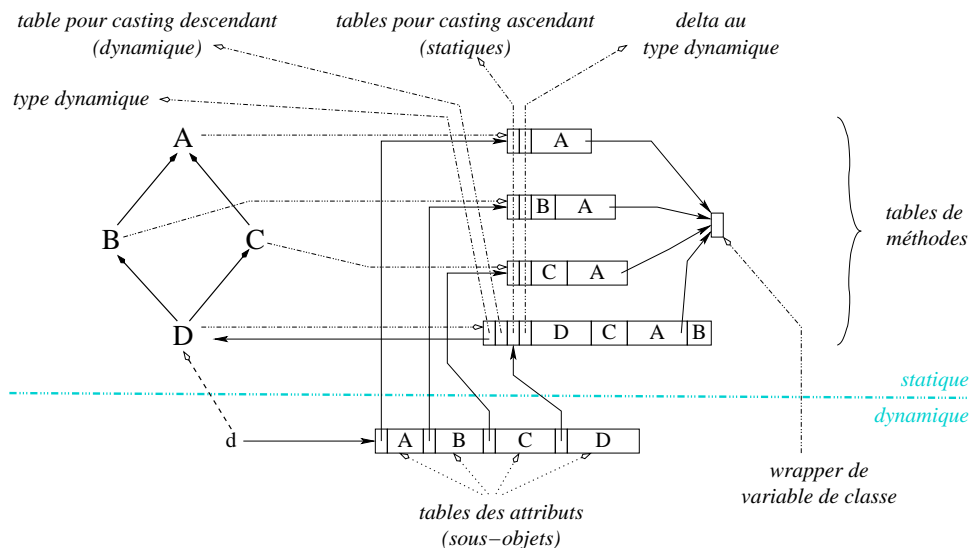 table pour casting descendant
(dynamique)
tables pour casting ascendant
(statiques)
delta au
type dynamique
type dynamique
A
A
B
B A
C
C A
tables de
méthodes
D
D C A B
statique
dynamique
d
A B C D
wrapper de
variable de classe
tables des attributs
(sous−objets)